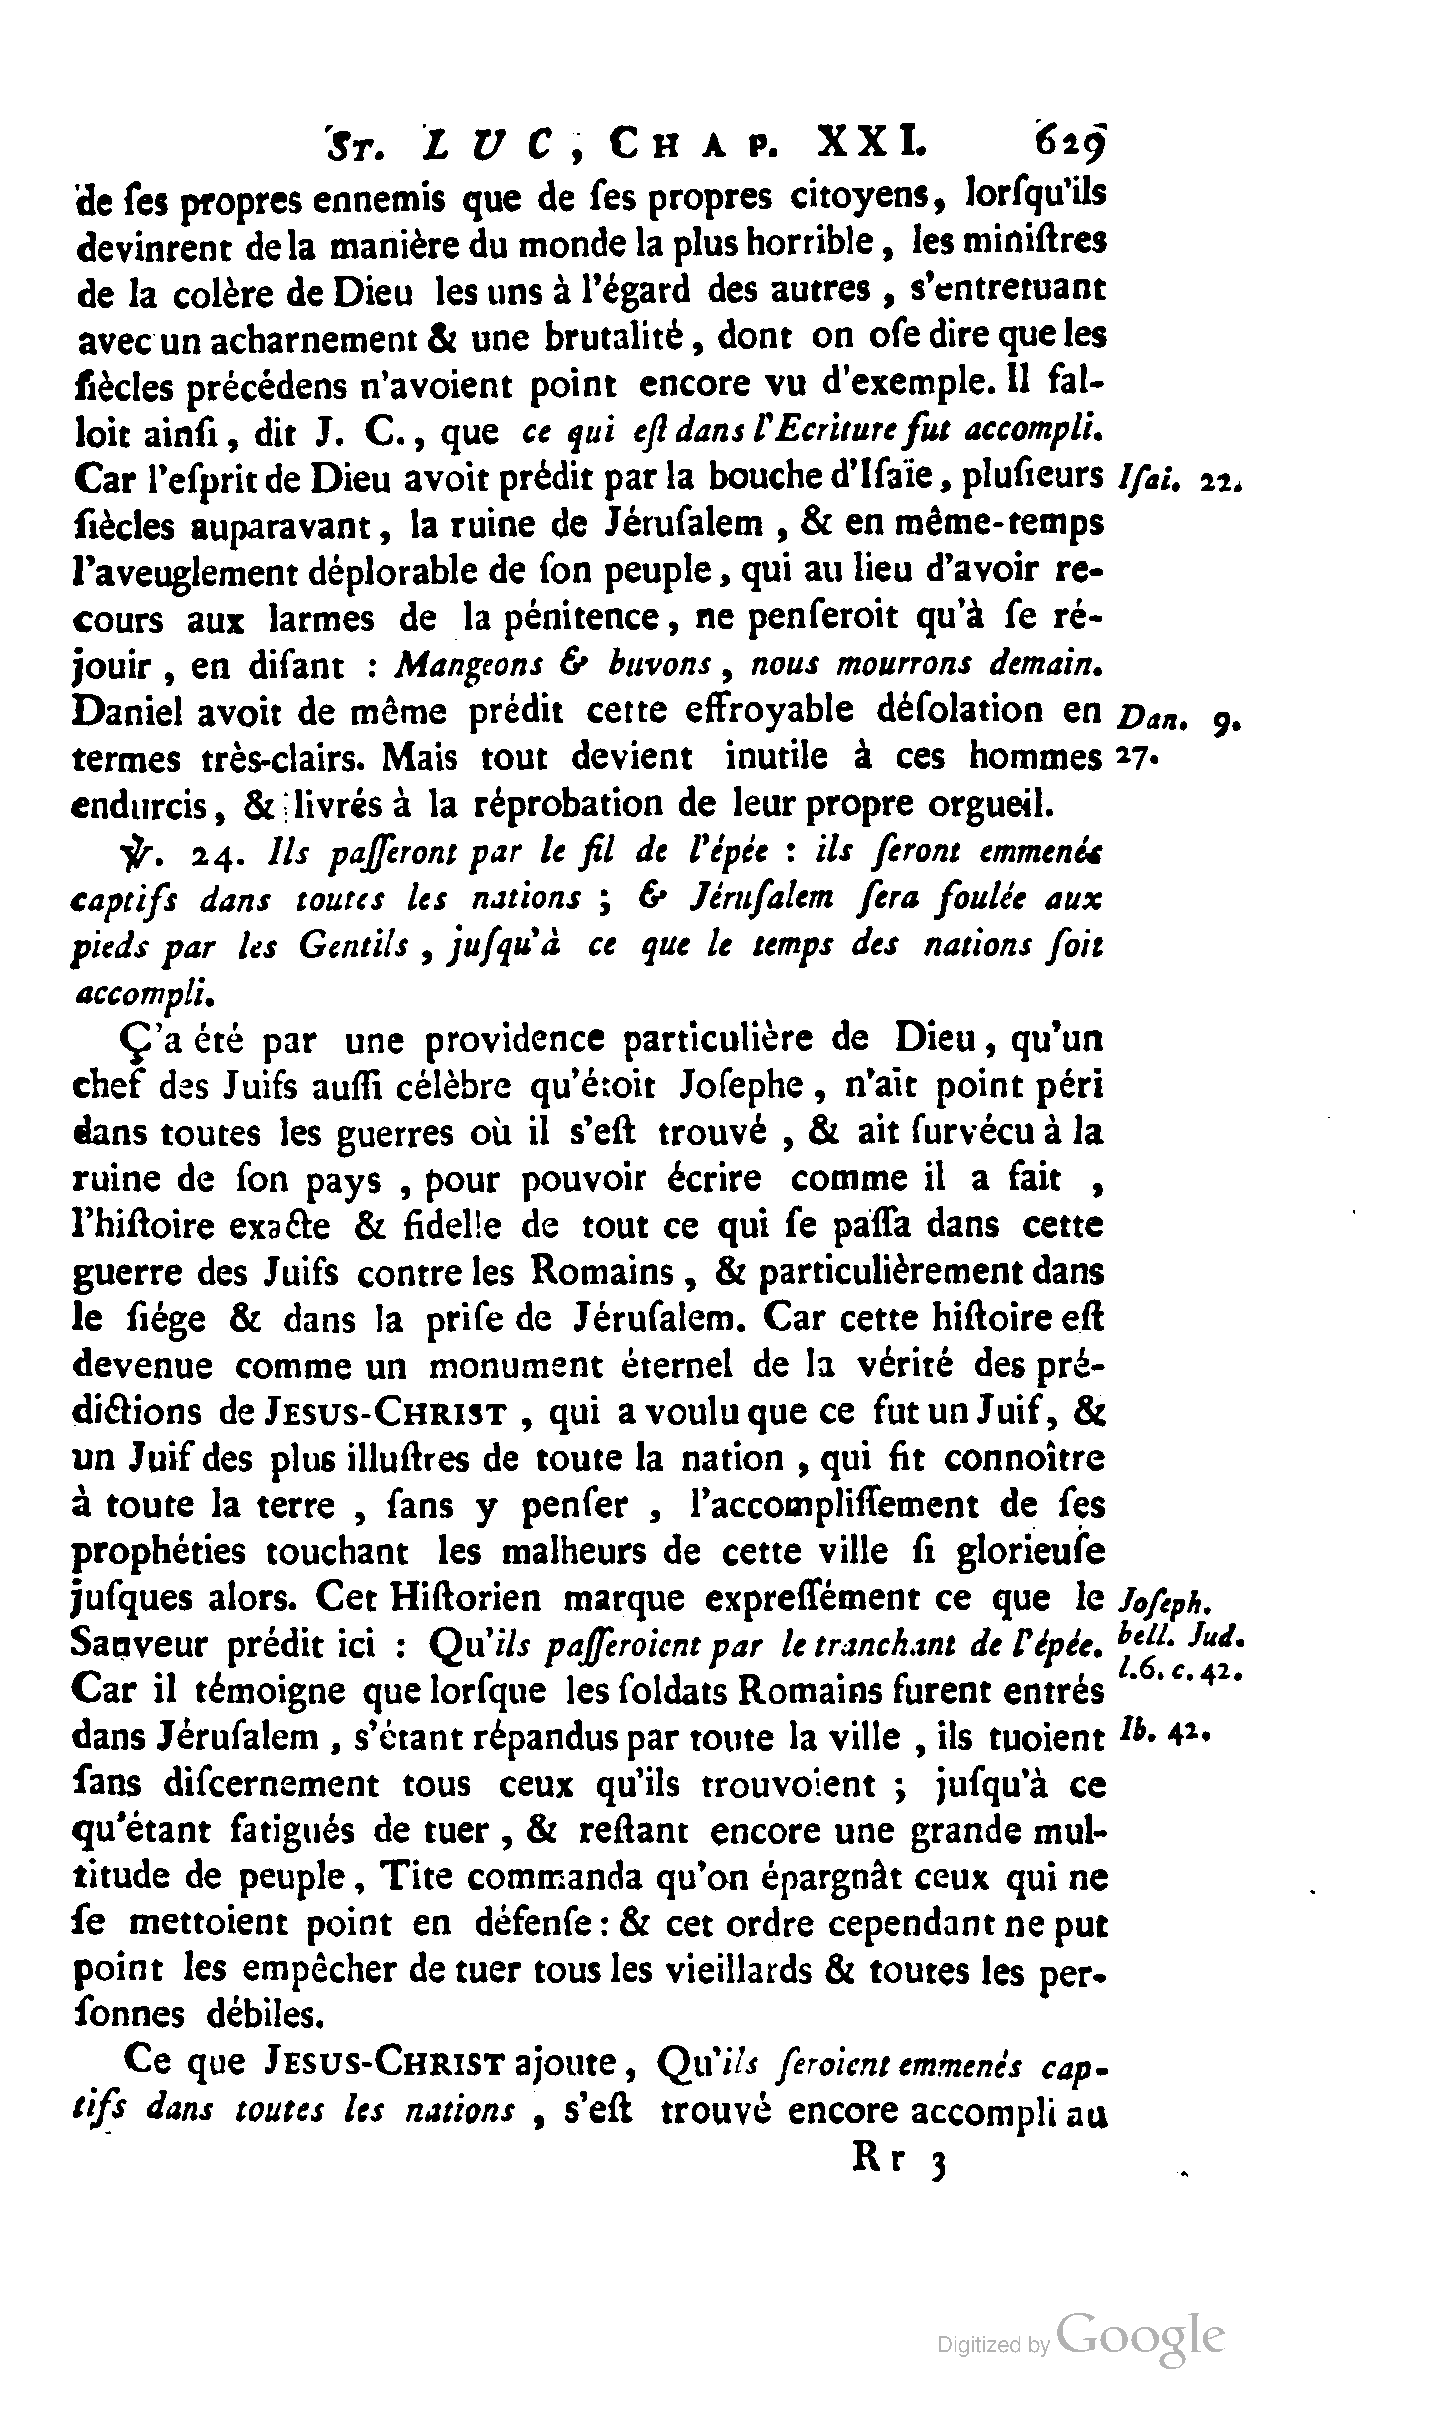 St. LUC, CHAP. XXI. 629
de ſes propres ennemis que de ſes propres citoyens, lorſqu'ils
devinrent de la manière du monde la plus horrible, les miniſtres
de la colère de Dieu les uns à l'égard des autres, s'entretuant
avec un acharnement & une brutalité, dont on oſe dire que les
ſiècles précédens n'avoient point encore vu d'exemple. Il fal-
loit ainſi, dit J. C., que ce qui eſt dans l'Ecriture fut accompli.
Car l'eſprit de Dieu avoit prédit par la bouche d'Iſaïe, pluſieurs Iſai. 22.
ſiècles auparavant, la ruine de Jéruſalem, & en même-temps
l'aveuglement déplorable de ſon peuple, qui au lieu d'avoir re-
cours aux larmes de la pénitence, ne penſeroit qu'à ſe ré-
jouir, en diſant : Mangeons & buvons, nous mourrons demain.
Daniel avoit de même prédit cette effroyable déſolation en Dan. 9.
termes très-clairs. Mais tout devient inutile à ces hommes 27.
endurcis, & livrés à la réprobation de leur propre orgueil.
℣. 24. Ils paſſeront par le fil de l'épée : ils ſeront emmenés
captifs dans toutes les nations ; & Jéruſalem ſera foulée aux
pieds par les Gentils, juſqu'à ce que le temps des nations ſoit
accompli.
Ç'a été par une providence particulière de Dieu, qu'un
chef des Juifs auſſi célèbre qu'étoit Joſephe, n'ait point péri
dans toutes les guerres où il s'eſt trouvé, & ait ſurvécu à la
ruine de ſon pays, pour pouvoir écrire comme il a fait,
l'hiſtoire exacte & fidelle de tout ce qui ſe paſſa dans cette
guerre des Juifs contre les Romains, & particulièrement dans
le ſiége & dans la priſe de Jéruſalem. Car cette hiſtoire eſt
devenue comme un monument éternel de la vérité des pré-
dictions de JESUS-CHRIST, qui a voulu que ce fut un Juif, &
un Juif des plus illuſtres de toute la nation, qui fit connoître
à toute la terre, ſans y penſer, l'accompliſſement de ſes
prophéties touchant les malheurs de cette ville ſi glorieuſe
juſques alors. Cet Hiſtorien marque expreſſément ce que le Joſeph.
Sauveur prédit ici : Qu'ils paſſeroient par le tranchant de l'épée. bell. Jud.
Car il témoigne que lorſque les ſoldats Romains furent entrés l.6. c. 42.
dans Jéruſalem, s'étant répandus par toute la ville, ils tuoient Ib. 42.
ſans diſcernement tous ceux qu'ils trouvoient ; juſqu'à ce
qu'étant fatigués de tuer, & reſtant encore une grande mul-
titude de peuple, Tite commanda qu'on épargnât ceux qui ne
ſe mettoient point en défenſe : & cet ordre cependant ne put
point les empêcher de tuer tous les vieillards & toutes les per-
ſonnes débiles.
Ce que JESUS-CHRIST ajoute, Qu'ils ſeroient emmenés cap-
tifs dans toutes les nations, s'eſt trouvé encore accompli au
Rr 3
Digitized by Google